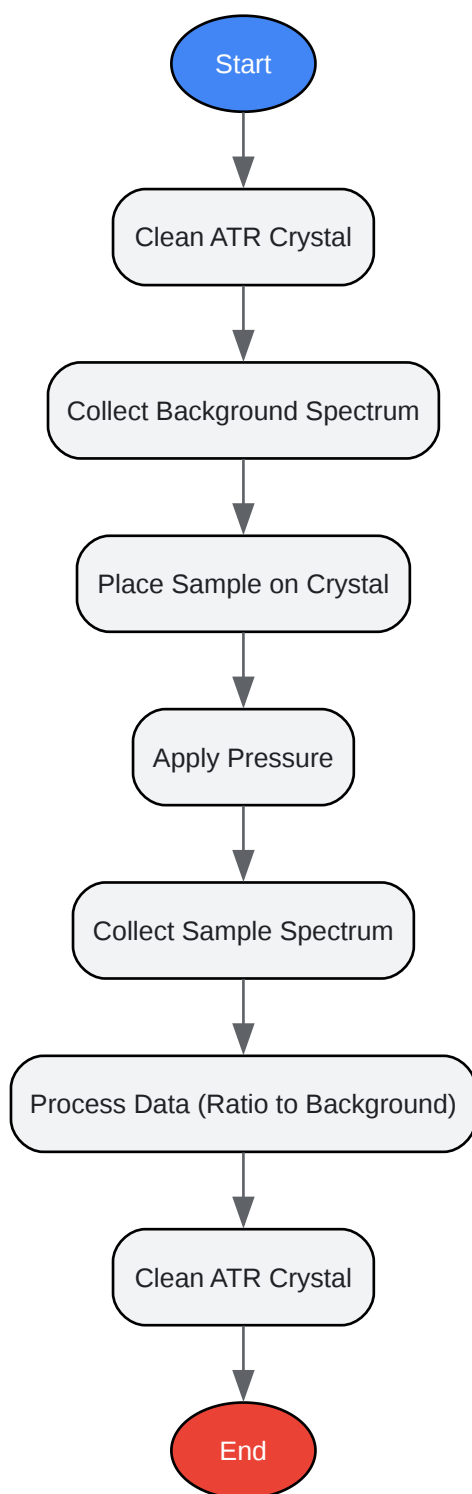 Start
Clean ATR Crystal
Collect Background Spectrum
Place Sample on Crystal
Apply Pressure
Collect Sample Spectrum
Process Data (Ratio to Background)
Clean ATR Crystal
End